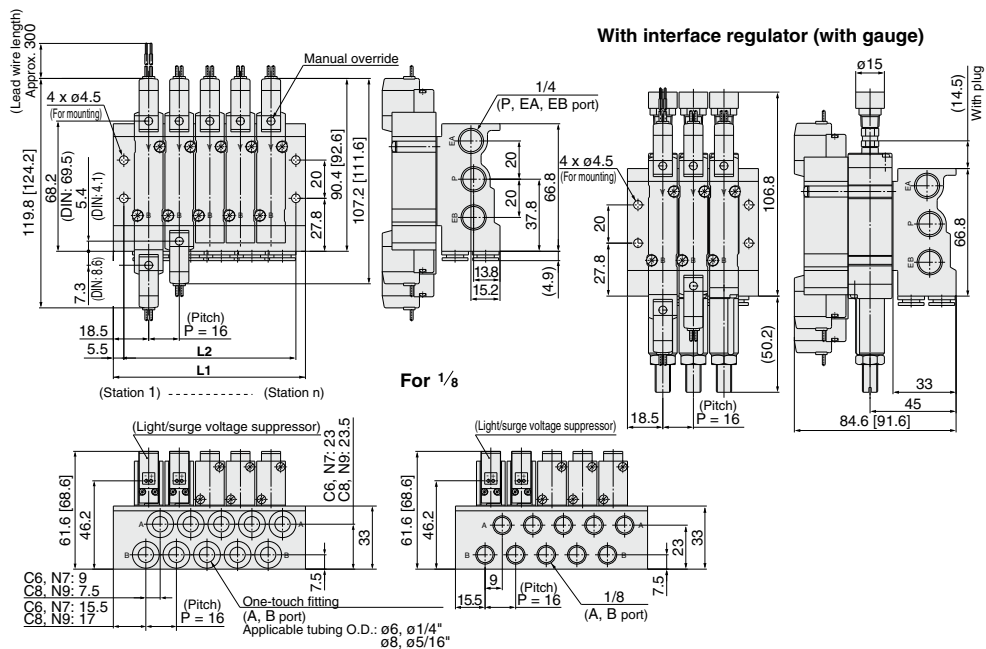 With interface regulator (with gauge)
(Lead wire length)
Approx. 300
Manual override
4 x ø4.5
(For mounting)
119.8 [124.2]
68.2
(DIN: 69.5)
5.4
(DIN: 4.1)
7.3
(DIN: 8.6)
20
27.8
90.4 [92.6]
107.2 [111.6]
B
B
B
B
B
18.5
(Pitch)
P = 16
5.5
L2
L1
(Station 1)
(Station n)
1/4
(P, EA, EB port)
EA
P
EB
20
20
37.8
66.8
13.8
15.2
(4.9)
For 1/8
4 x ø4.5
(For mounting)
20
27.8
B
B
B
106.8
(50.2)
18.5
(Pitch)
P = 16
ø15
(14.5)
With plug
EA
P
EB
66.8
33
45
84.6 [91.6]
(Light/surge voltage suppressor)
C6, N7: 23
C8, N9: 23.5
61.6 [68.6]
46.2
A
A
B
B
33
7.5
C6, N7: 9
C8, N9: 7.5
C6, N7: 15.5
C8, N9: 17
(Pitch)
P = 16
One-touch fitting
(A, B port)
Applicable tubing O.D.: ø6, ø1/4"
ø8, ø5/16"
(Light/surge voltage suppressor)
61.6 [68.6]
46.2
A
A
B
B
23
33
7.5
9
15.5
(Pitch)
P = 16
1/8
(A, B port)